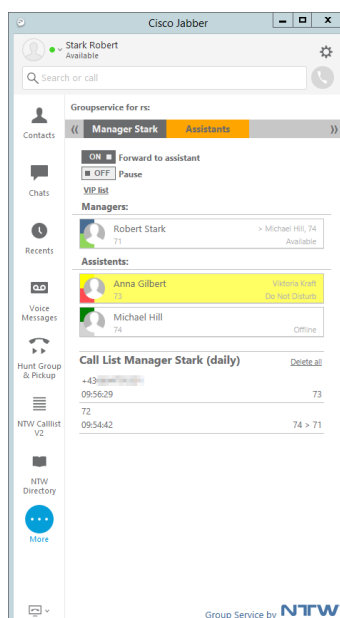 Cisco Jabber
Stark Robert
Available
Search or call
Groupservice for rs:
Manager Stark
Assistants
ON Forward to assistant
OFF Pause
VIP list
Managers:
Robert Stark > Michael Hill, 74
71 Available
Assistents:
Anna Gilbert Viktoria Kraft
73 Do Not Disturb
Michael Hill
74 Offline
Call List Manager Stark (daily) Delete all
+43
09:56:29 73
72
09:54:42 74 > 71
Contacts
Chats
Recents
Voice
Messages
Hunt Group
& Pickup
NTW Calllist
V2
NTW
Directory
More
Group Service by NTW